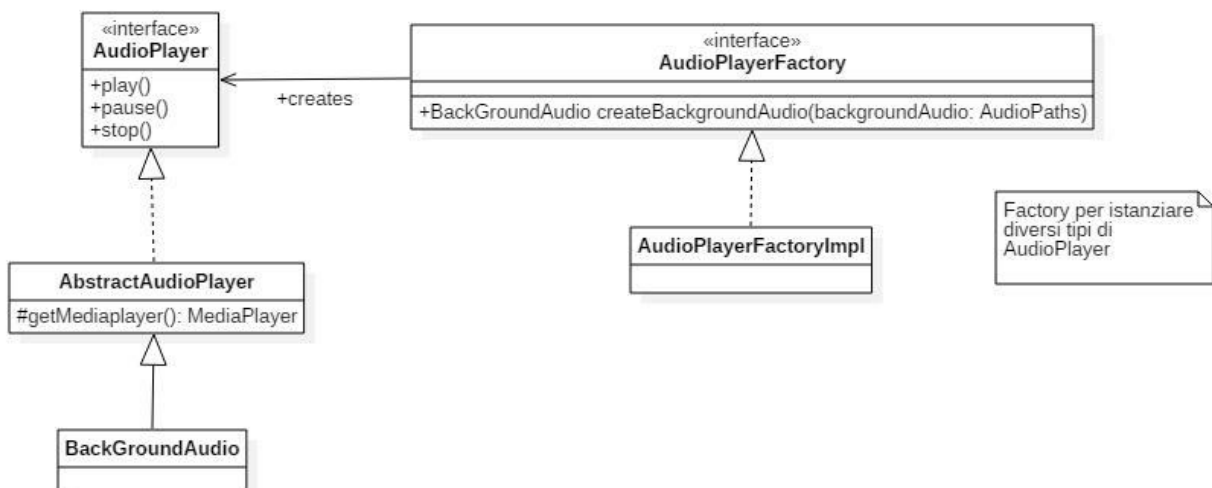 «interface»
AudioPlayer
+play()
+pause()
+stop()
+creates
«interface»
AudioPlayerFactory
+BackGroundAudio createBackgroundAudio(backgroundAudio: AudioPaths)
AudioPlayerFactoryImpl
Factory per istanziare
diversi tipi di
AudioPlayer
AbstractAudioPlayer
#getMediaplayer(): MediaPlayer
BackGroundAudio